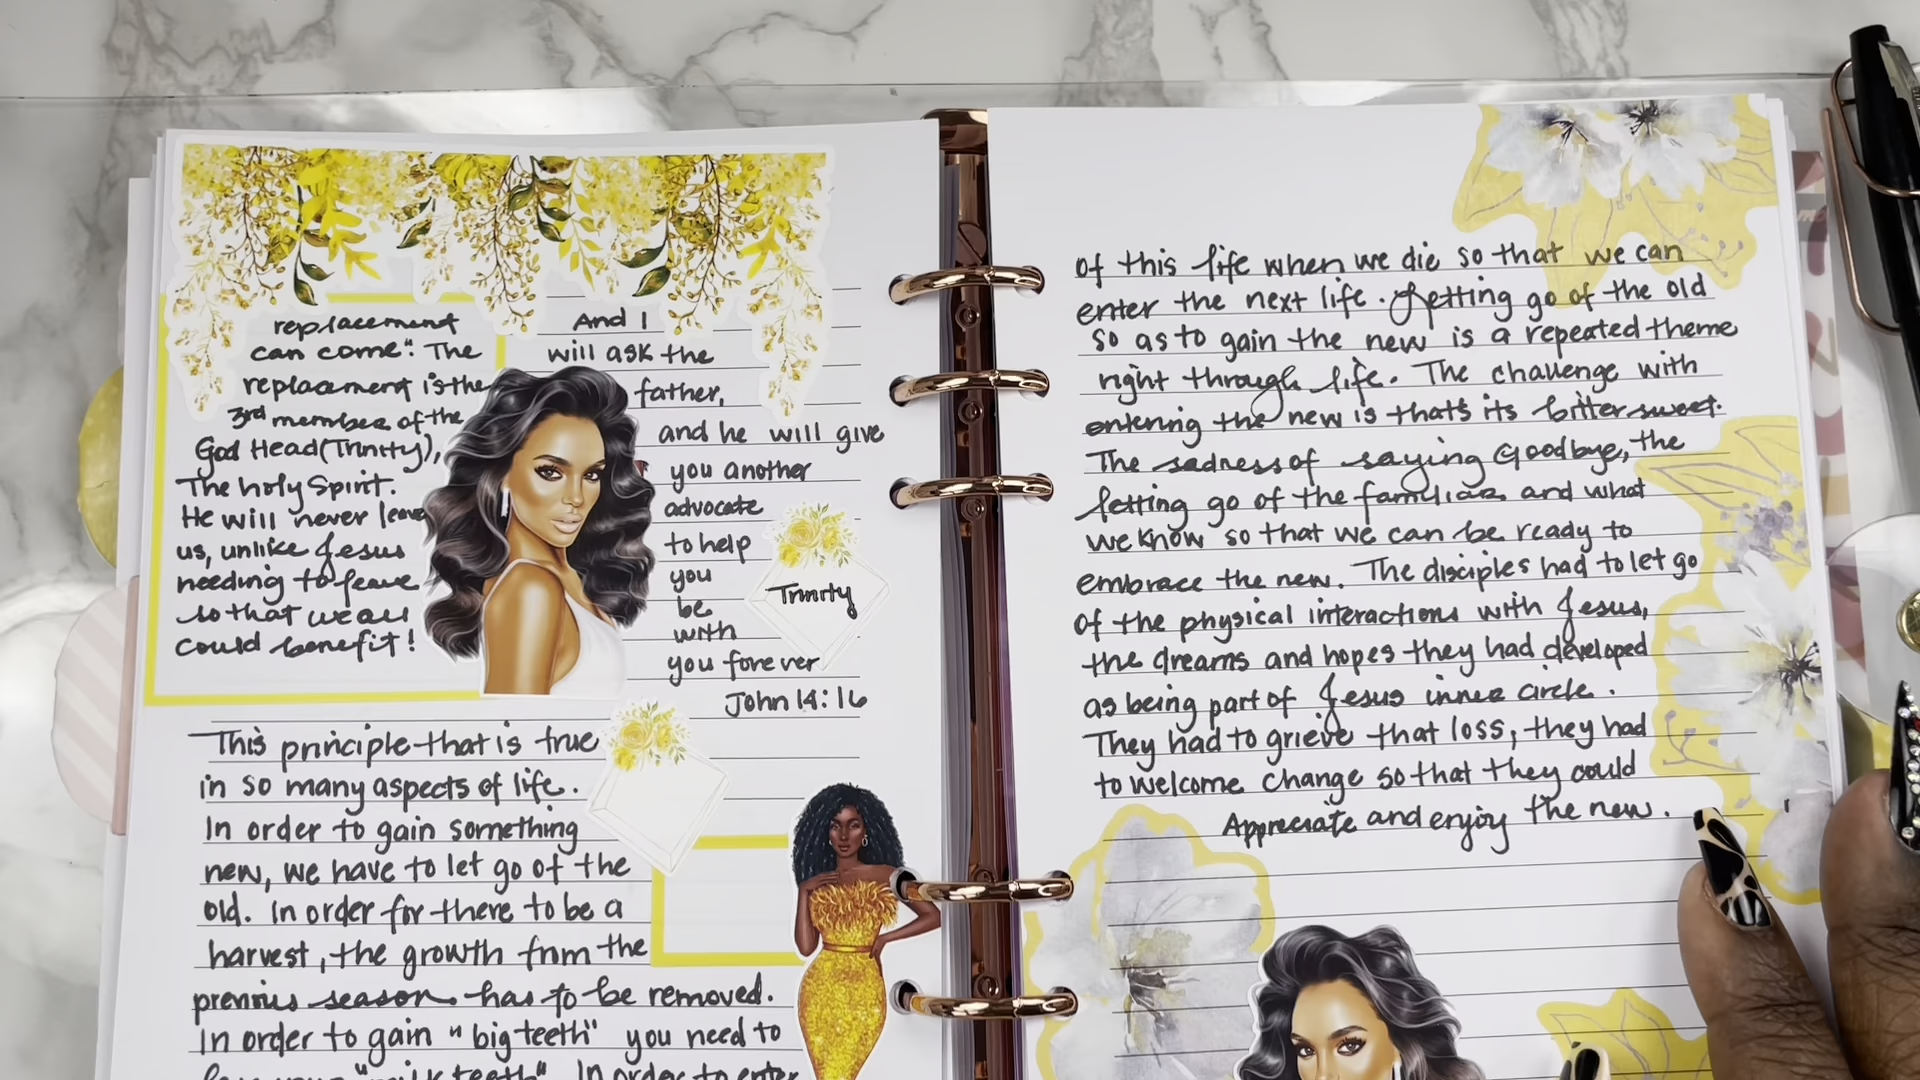 replacement
can come". The
replacement is the
3rd member of the
God Head (Trinity),
The holy Spirit.
He will never leave
us, unlike Jesus
needing to leave
so that we all
could benefit!
And I
will ask the
father,
and he will give
you another
advocate
to help
you
be
with
you forever
John 14:16
Trinity
This principle that is true
in so many aspects of life.
In order to gain something
new, we have to let go of the
old. In order for there to be a
harvest, the growth from the
previus season has to be removed.
In order to gain "big teeth" you need to
lose your "milk teeth". In order to enter
of this life when we die so that we can
enter the next life. Letting go of the old
so as to gain the new is a repeated theme
right through life. The challenge with
entering the new is that's its bittersweet.
The sadness of saying Goodbye, the
letting go of the familiar and what
we know so that we can be ready to
embrace the new. The disciples had to let go
of the physical interactions with Jesus,
the dreams and hopes they had developed
as being part of Jesus inner circle.
They had to grieve that loss, they had
to welcome change so that they could
Appreciate and enjoy the new.